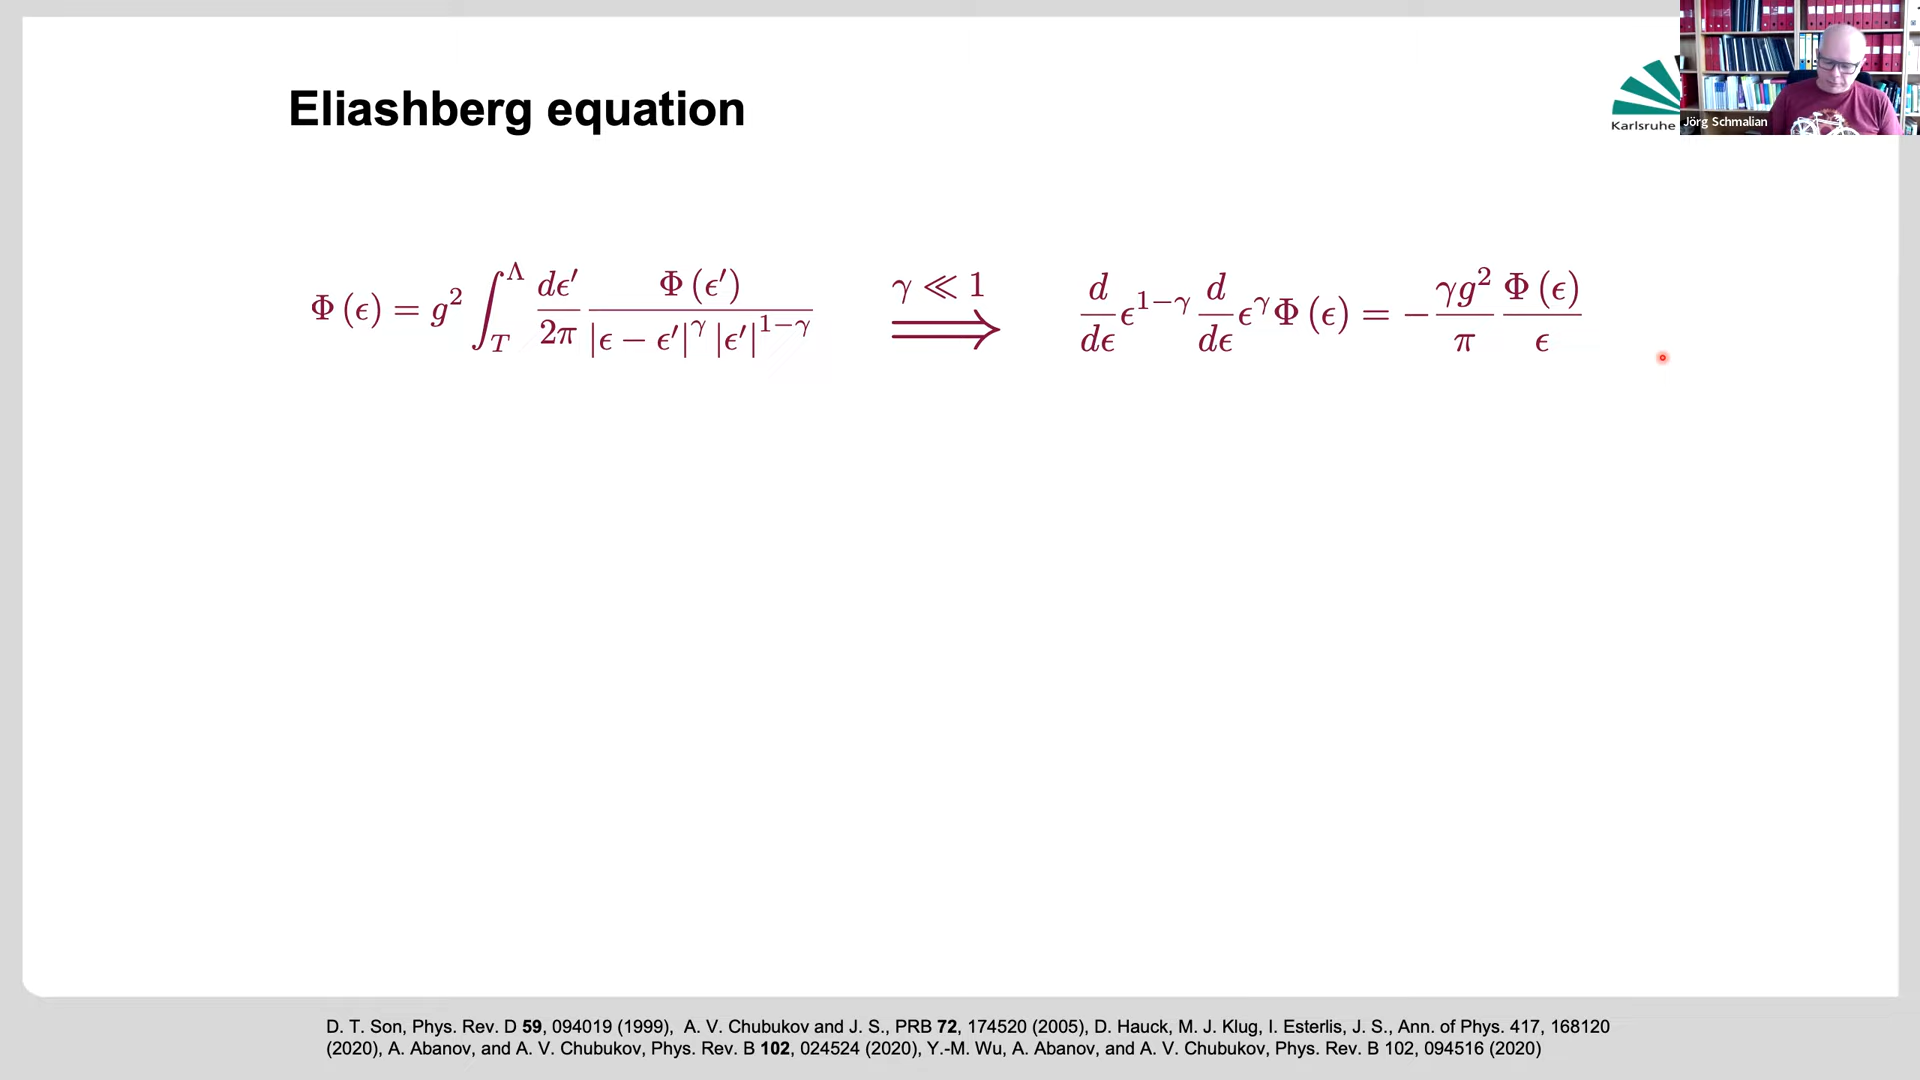 Eliashberg equation
Karlsruhe
Jörg Schmalian
Φ(ϵ) = g² ∫_T^Λ dϵ′/2π Φ(ϵ′)/(|ϵ − ϵ′|^γ |ϵ′|^{1−γ}) γ ≪ 1 ⟹ d/dϵ ϵ^{1−γ} d/dϵ ϵ^γ Φ(ϵ) = − γg²/π Φ(ϵ)/ϵ
D. T. Son, Phys. Rev. D 59, 094019 (1999), A. V. Chubukov and J. S., PRB 72, 174520 (2005), D. Hauck, M. J. Klug, I. Esterlis, J. S., Ann. of Phys. 417, 168120
(2020), A. Abanov, and A. V. Chubukov, Phys. Rev. B 102, 024524 (2020), Y.-M. Wu, A. Abanov, and A. V. Chubukov, Phys. Rev. B 102, 094516 (2020)